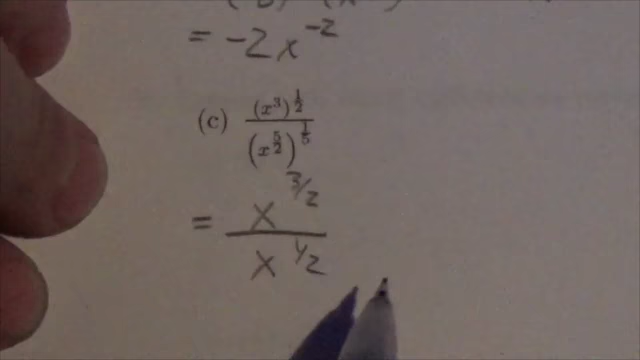 = -2x^-2
(c) (x^3)^1/2 / (x^5/2)^1/5
= x^3/2 / x^1/2